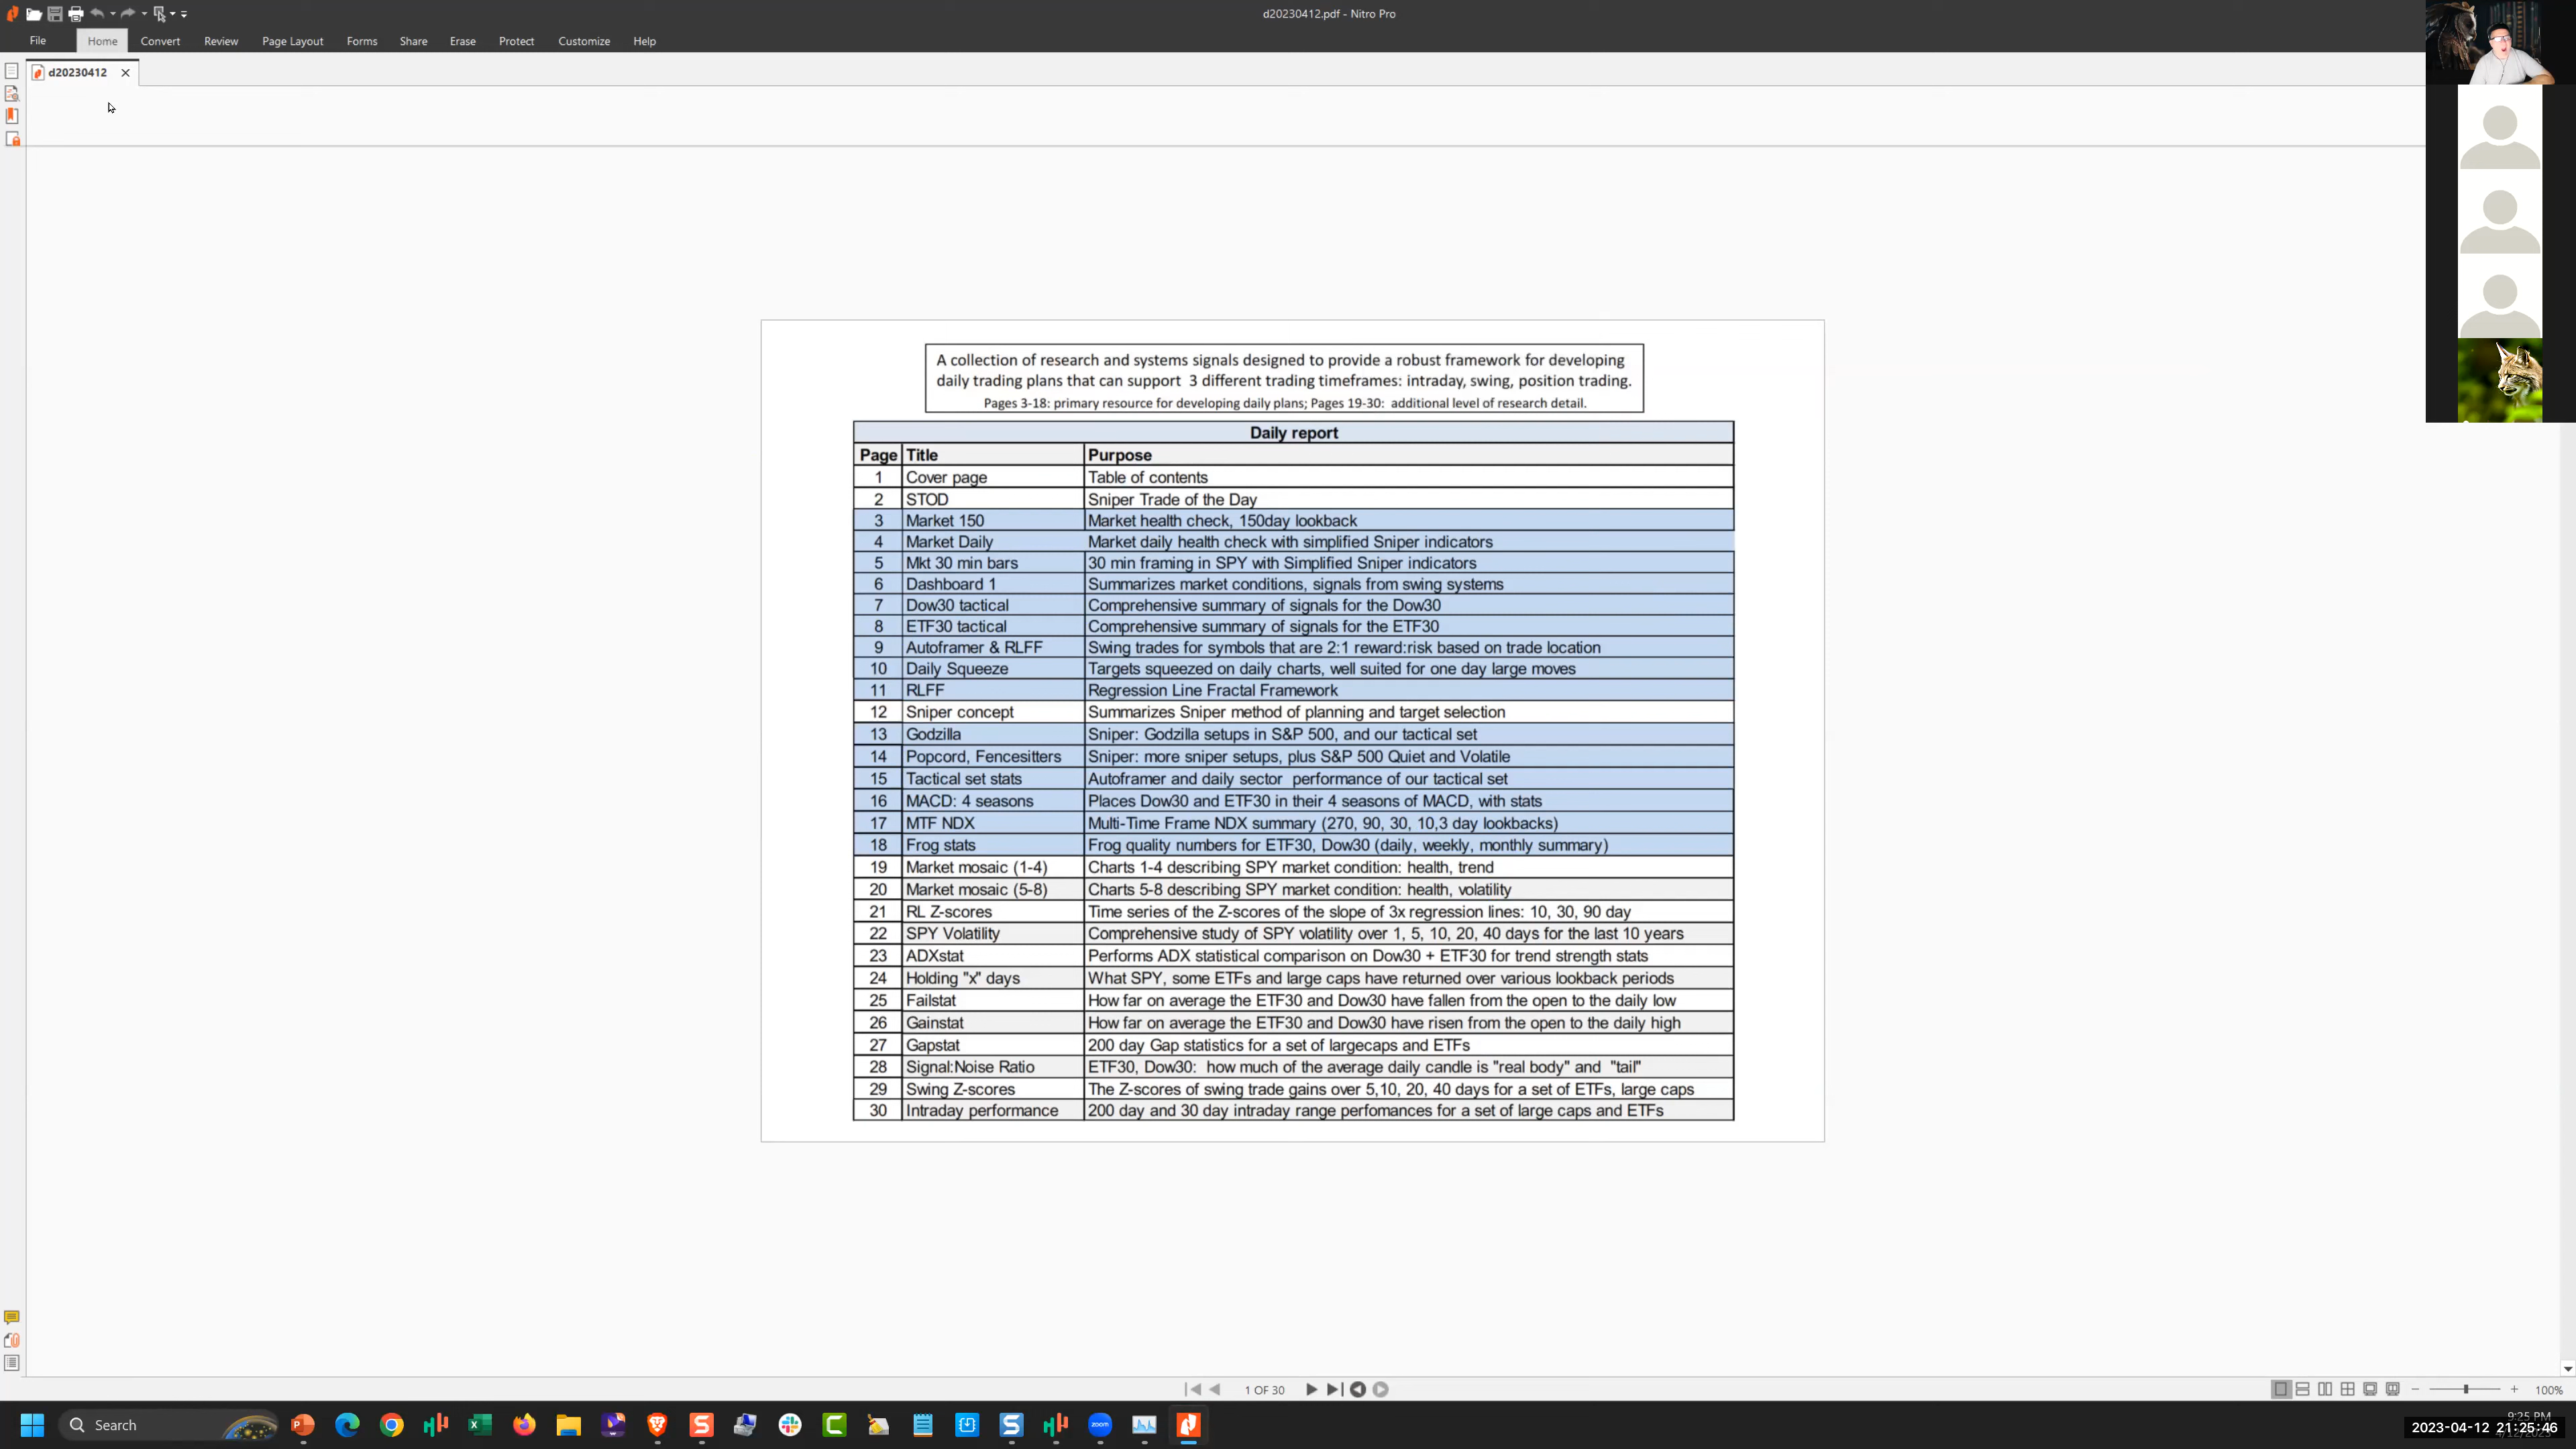 d20230412.pdf - Nitro Pro
File Home Convert Review Page Layout Forms Share Erase Protect Customize Help
d20230412
A collection of research and systems signals designed to provide a robust framework for developing
daily trading plans that can support 3 different trading timeframes: intraday, swing, position trading.
Pages 3-18: primary resource for developing daily plans; Pages 19-30: additional level of research detail.
Daily report
Page Title Purpose
1 Cover page Table of contents
2 STOD Sniper Trade of the Day
3 Market 150 Market health check, 150day lookback
4 Market Daily Market daily health check with simplified Sniper indicators
5 Mkt 30 min bars 30 min framing in SPY with Simplified Sniper indicators
6 Dashboard 1 Summarizes market conditions, signals from swing systems
7 Dow30 tactical Comprehensive summary of signals for the Dow30
8 ETF30 tactical Comprehensive summary of signals for the ETF30
9 Autoframer & RLFF Swing trades for symbols that are 2:1 reward:risk based on trade location
10 Daily Squeeze Targets squeezed on daily charts, well suited for one day large moves
11 RLFF Regression Line Fractal Framework
12 Sniper concept Summarizes Sniper method of planning and target selection
13 Godzilla Sniper: Godzilla setups in S&P 500, and our tactical set
14 Popcord, Fencesitters Sniper: more sniper setups, plus S&P 500 Quiet and Volatile
15 Tactical set stats Autoframer and daily sector performance of our tactical set
16 MACD: 4 seasons Places Dow30 and ETF30 in their 4 seasons of MACD, with stats
17 MTF NDX Multi-Time Frame NDX summary (270, 90, 30, 10,3 day lookbacks)
18 Frog stats Frog quality numbers for ETF30, Dow30 (daily, weekly, monthly summary)
19 Market mosaic (1-4) Charts 1-4 describing SPY market condition: health, trend
20 Market mosaic (5-8) Charts 5-8 describing SPY market condition: health, volatility
21 RL Z-scores Time series of the Z-scores of the slope of 3x regression lines: 10, 30, 90 day
22 SPY Volatility Comprehensive study of SPY volatility over 1, 5, 10, 20, 40 days for the last 10 years
23 ADXstat Performs ADX statistical comparison on Dow30 + ETF30 for trend strength stats
24 Holding "x" days What SPY, some ETFs and large caps have returned over various lookback periods
25 Failstat How far on average the ETF30 and Dow30 have fallen from the open to the daily low
26 Gainstat How far on average the ETF30 and Dow30 have risen from the open to the daily high
27 Gapstat 200 day Gap statistics for a set of largecaps and ETFs
28 Signal:Noise Ratio ETF30, Dow30: how much of the average daily candle is "real body" and "tail"
29 Swing Z-scores The Z-scores of swing trade gains over 5,10, 20, 40 days for a set of ETFs, large caps
30 Intraday performance 200 day and 30 day intraday range perfomances for a set of large caps and ETFs
1 OF 30
100%
Search
zoom
9:25 PM
2023-04-12 21:25:46